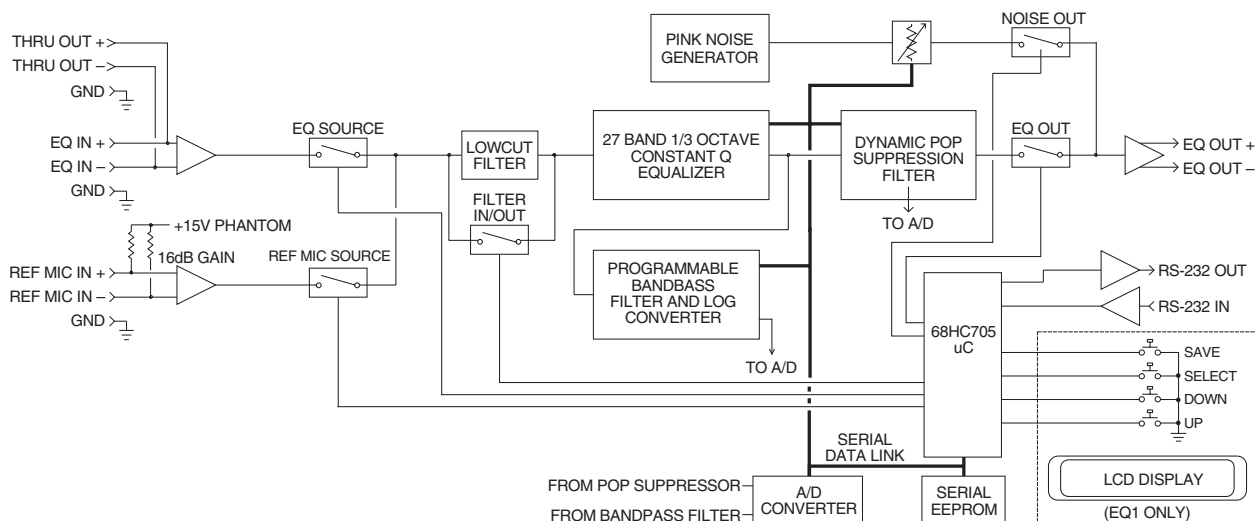 THRU OUT +
THRU OUT –
GND
EQ IN +
EQ IN –
GND
+15V PHANTOM
16dB GAIN
REF MIC IN +
REF MIC IN –
GND
EQ SOURCE
REF MIC SOURCE
LOWCUT
FILTER
FILTER
IN/OUT
PINK NOISE
GENERATOR
27 BAND 1/3 OCTAVE
CONSTANT Q
EQUALIZER
PROGRAMMABLE
BANDBASS
FILTER AND LOG
CONVERTER
TO A/D
DYNAMIC POP
SUPPRESSION
FILTER
TO A/D
NOISE OUT
EQ OUT
EQ OUT +
EQ OUT –
RS-232 OUT
RS-232 IN
68HC705
uC
SAVE
SELECT
DOWN
UP
SERIAL
DATA LINK
FROM POP SUPPRESSOR
FROM BANDPASS FILTER
A/D
CONVERTER
SERIAL
EEPROM
LCD DISPLAY
(EQ1 ONLY)